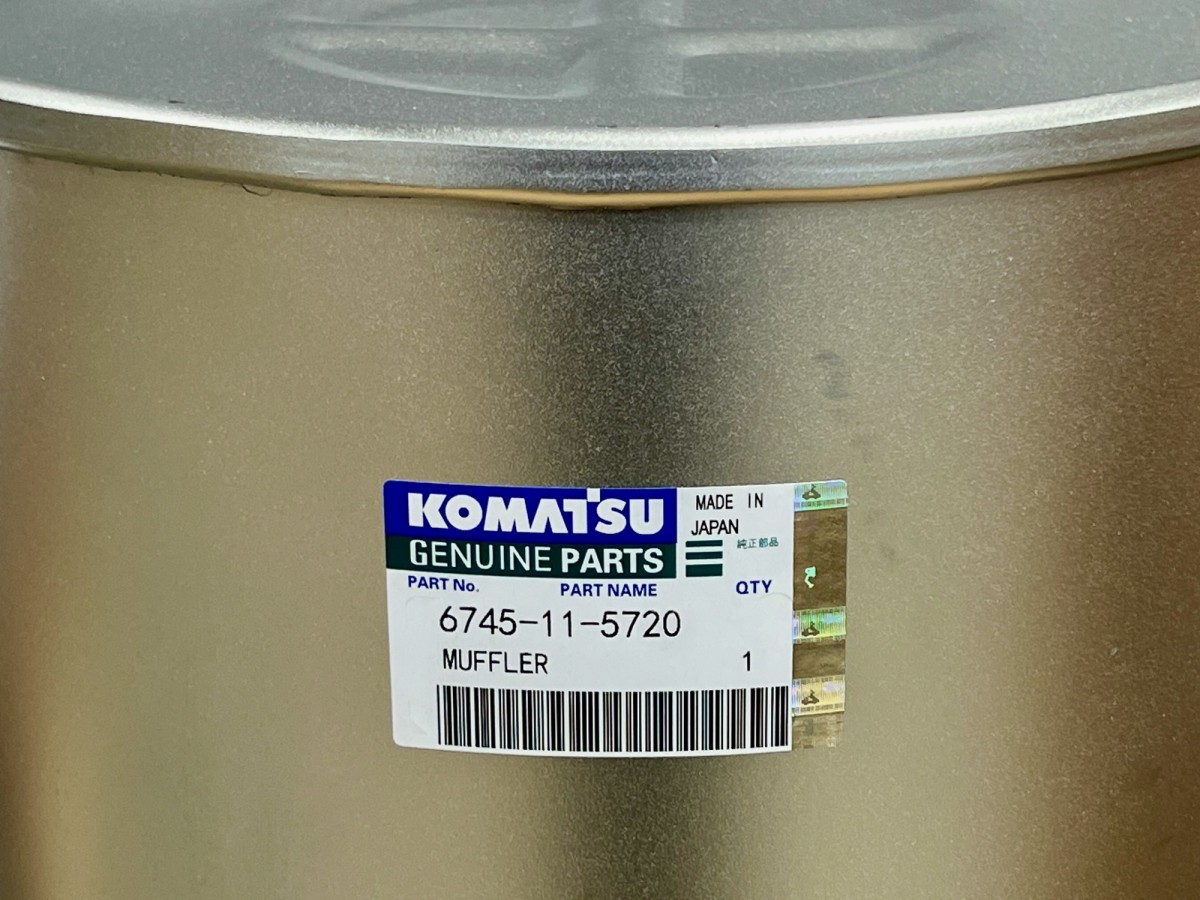 KOMATSU
MADE IN
JAPAN
GENUINE PARTS
純正部品
PART No. PART NAME QTY
6745-11-5720
MUFFLER 1